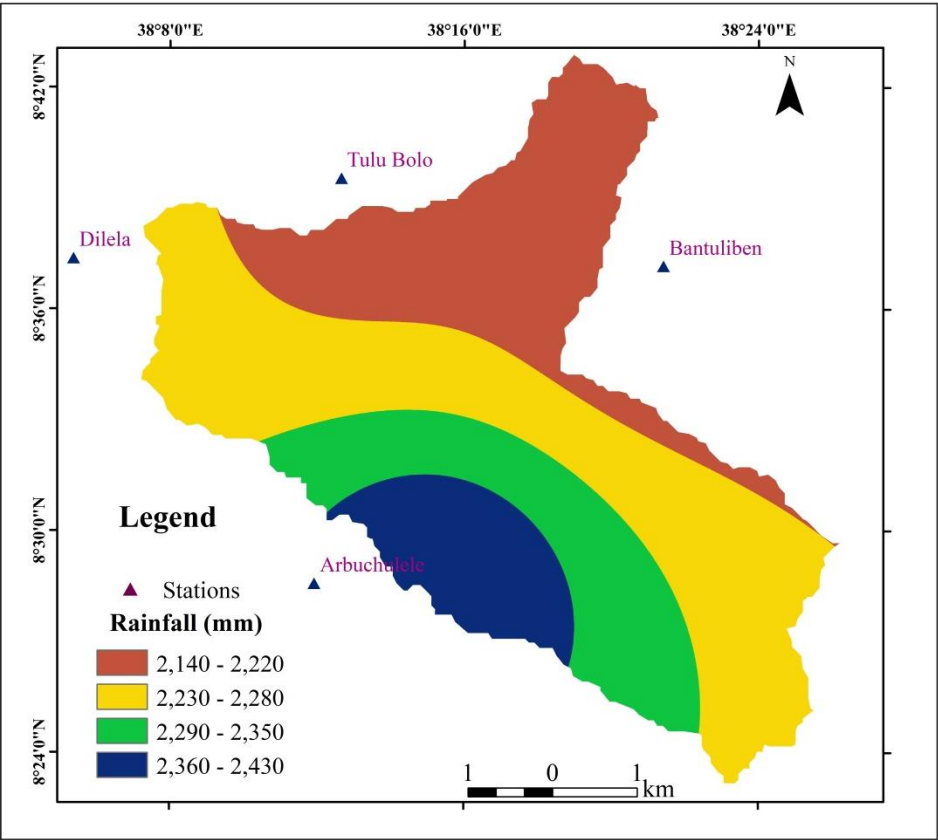 38°8'0"E 38°16'0"E 38°24'0"E
N
8°42'0"N
Tulu Bolo
Dilela
Bantuliben
8°36'0"N
8°30'0"N
Legend
Arbuchulele
Stations
Rainfall (mm)
2,140 - 2,220
2,230 - 2,280
2,290 - 2,350
2,360 - 2,430
8°24'0"N
1 0 1
km